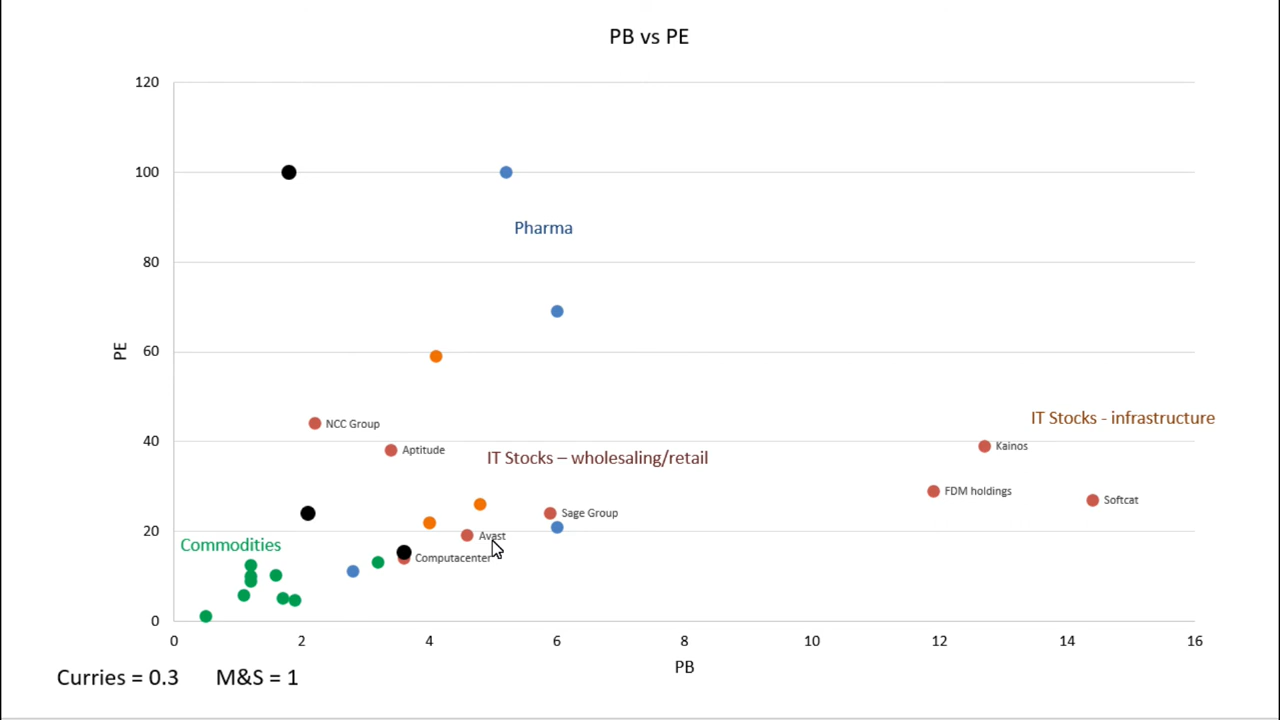 PB vs PE
120
100
Pharma
80
PE
60
NCC Group
IT Stocks - infrastructure
40
Kainos
Aptitude
IT Stocks – wholesaling/retail
FDM holdings
Softcat
Sage Group
20
Avast
Commodities
Computacenter
0
0 2 4 6 8 10 12 14 16
PB
Curries = 0.3 M&S = 1